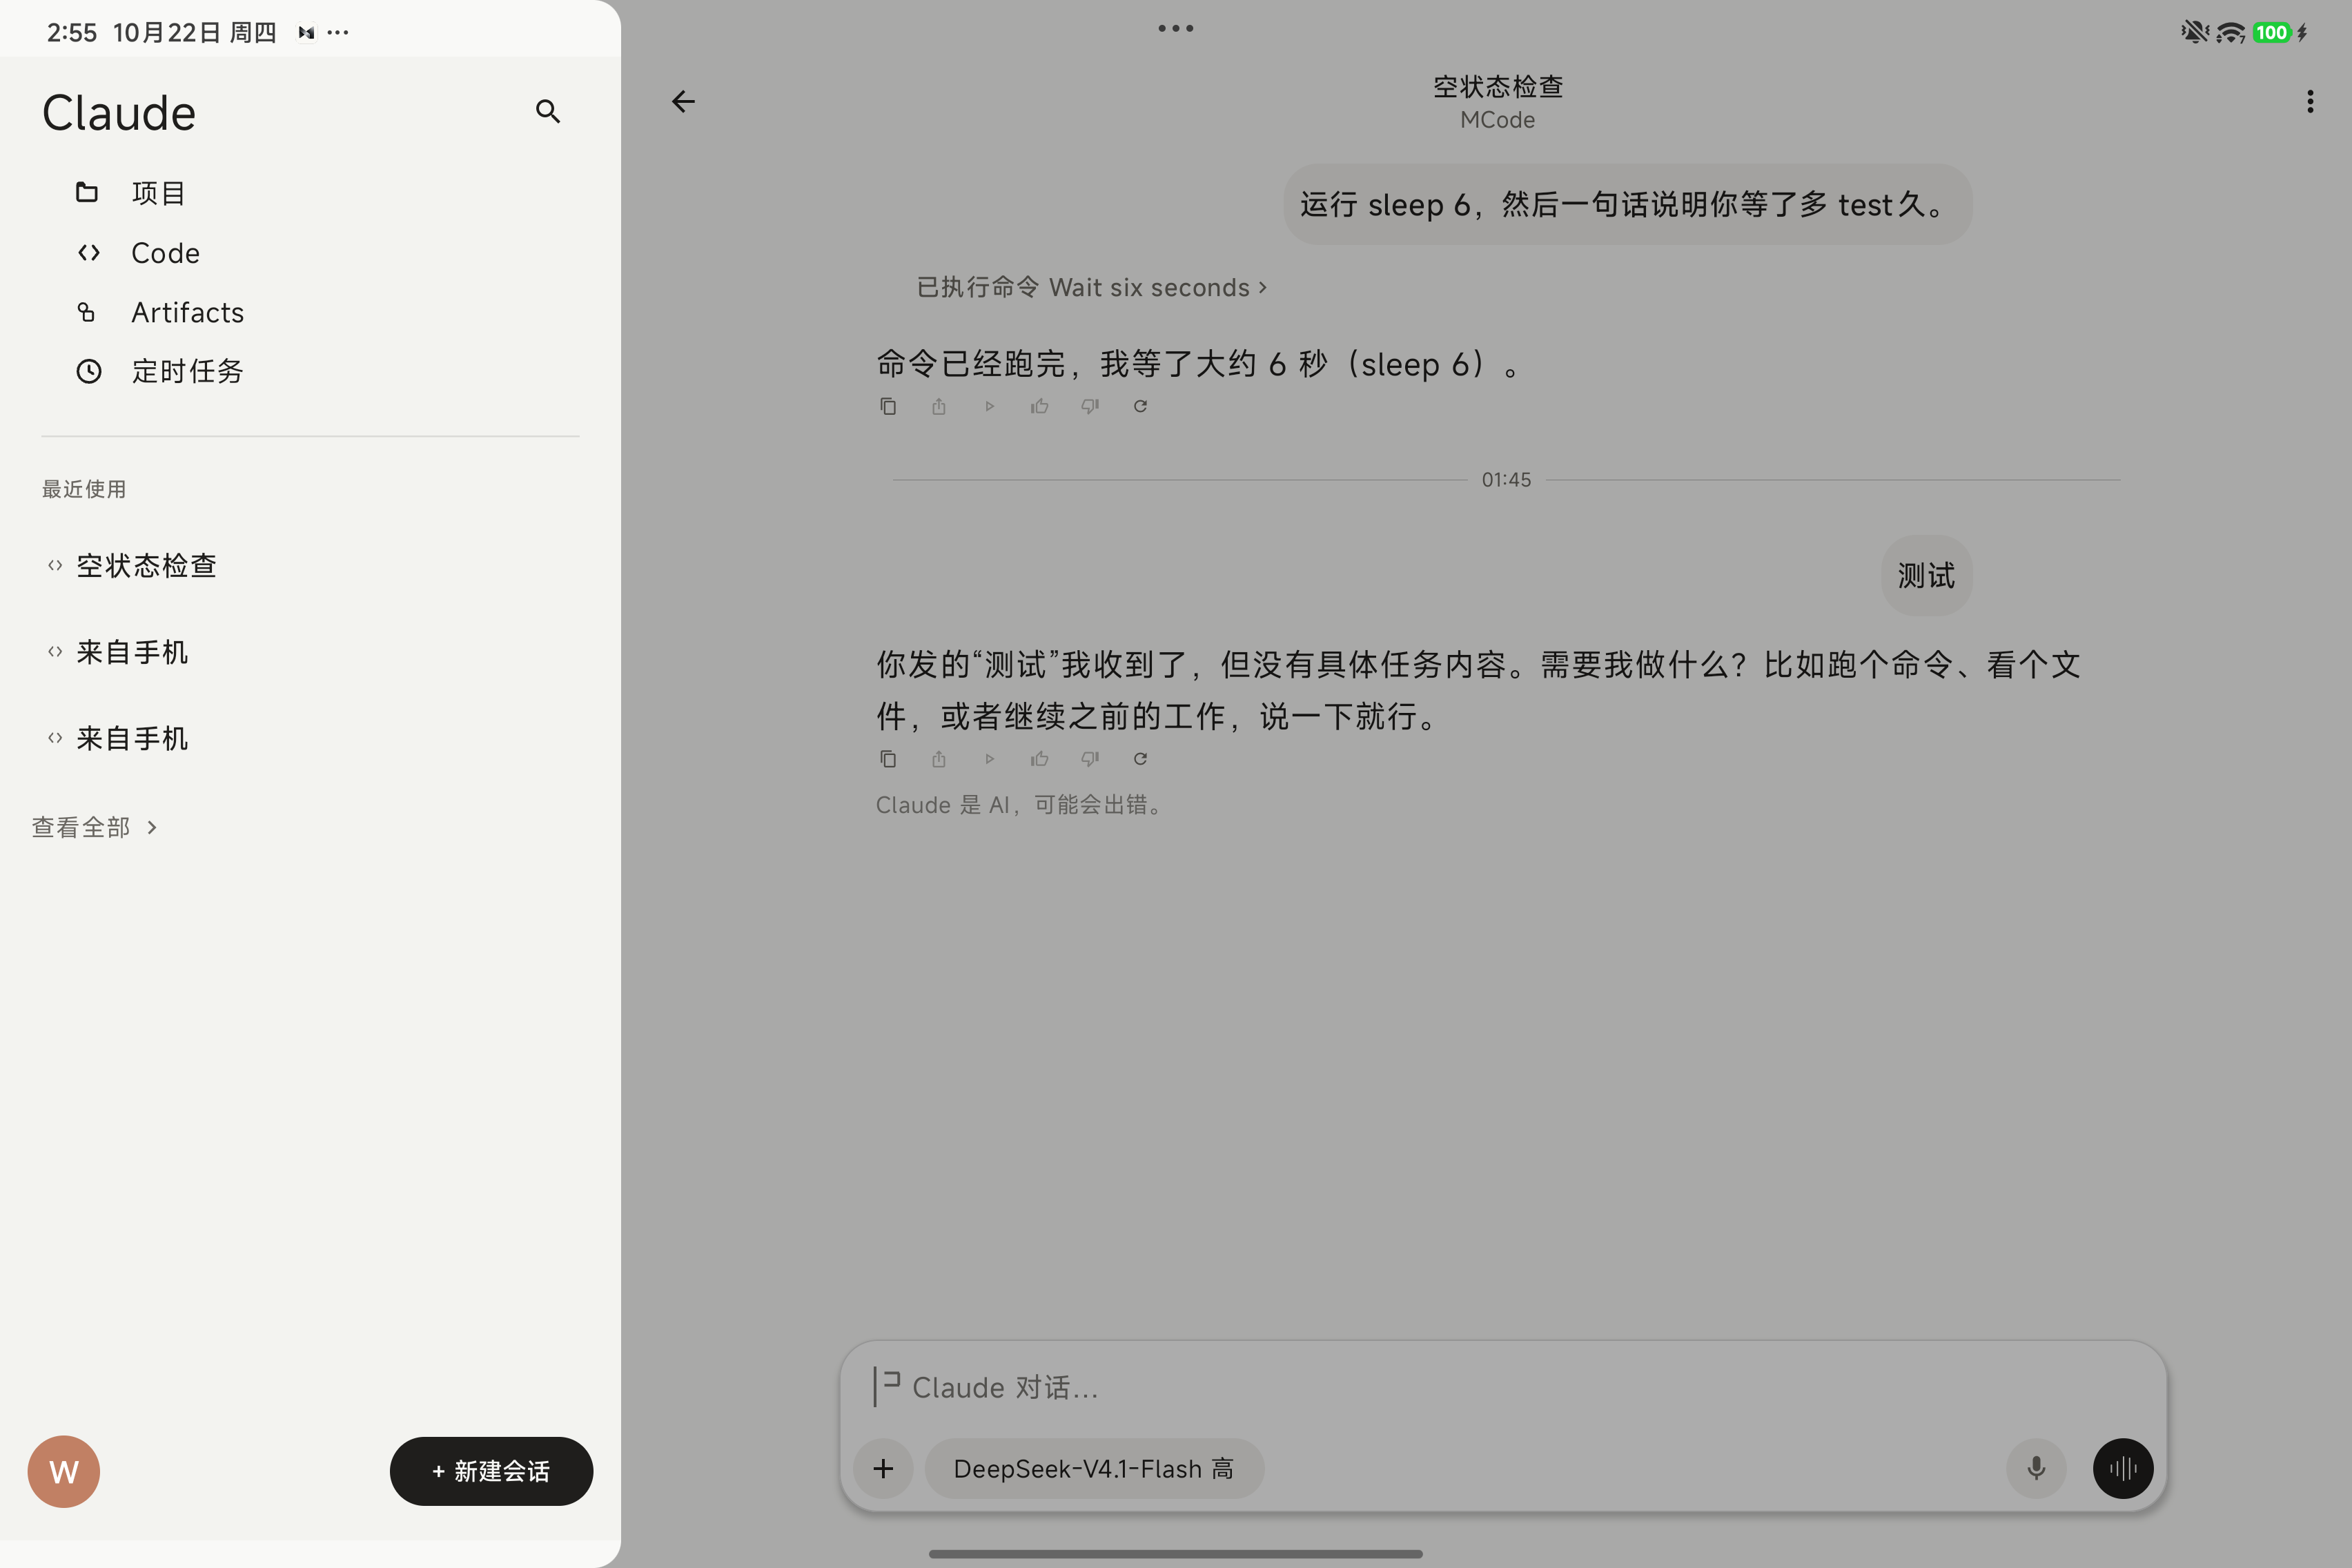 2:55 10月22日 周四
100
Claude
项目
Code
Artifacts
定时任务
最近使用
空状态检查
来自手机
来自手机
查看全部
W
+ 新建会话
空状态检查
MCode
运行 sleep 6，然后一句话说明你等了多 test久。
已执行命令 Wait six seconds
命令已经跑完，我等了大约 6 秒（sleep 6）。
01:45
测试
你发的“测试”我收到了，但没有具体任务内容。需要我做什么？比如跑个命令、看个文
件，或者继续之前的工作，说一下就行。
Claude 是 AI，可能会出错。
Claude 对话...
DeepSeek-V4.1-Flash 高